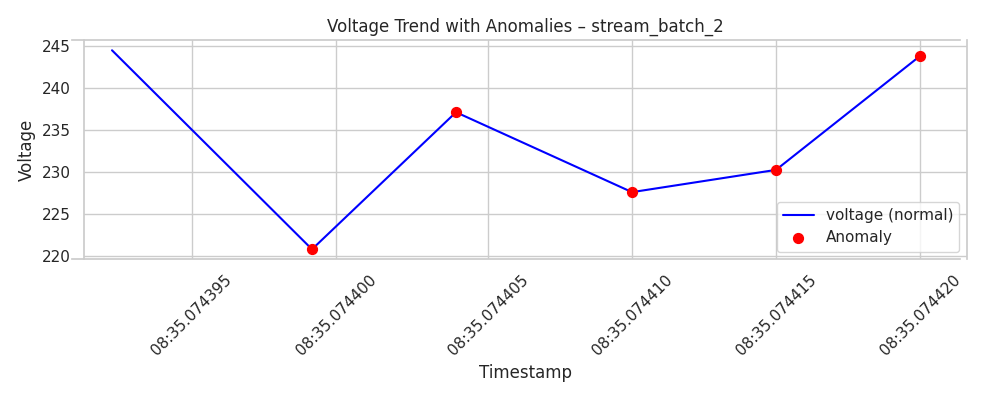 Voltage Trend with Anomalies – stream_batch_2
Voltage
245
240
235
230
225
220
voltage (normal)
Anomaly
08:35.074395
08:35.074400
08:35.074405
08:35.074410
08:35.074415
08:35.074420
Timestamp